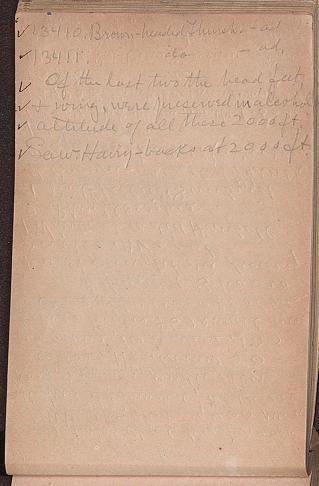 ✓13410. Brown-headed Thrush - ad
✓13411. do - ad.
✓ Of the last two the head, feet,
✓ + wing, were preserved in alcohol
✓ altitude of all these 2000 ft.
✓ Saw Hairy-backs at 2000 ft.